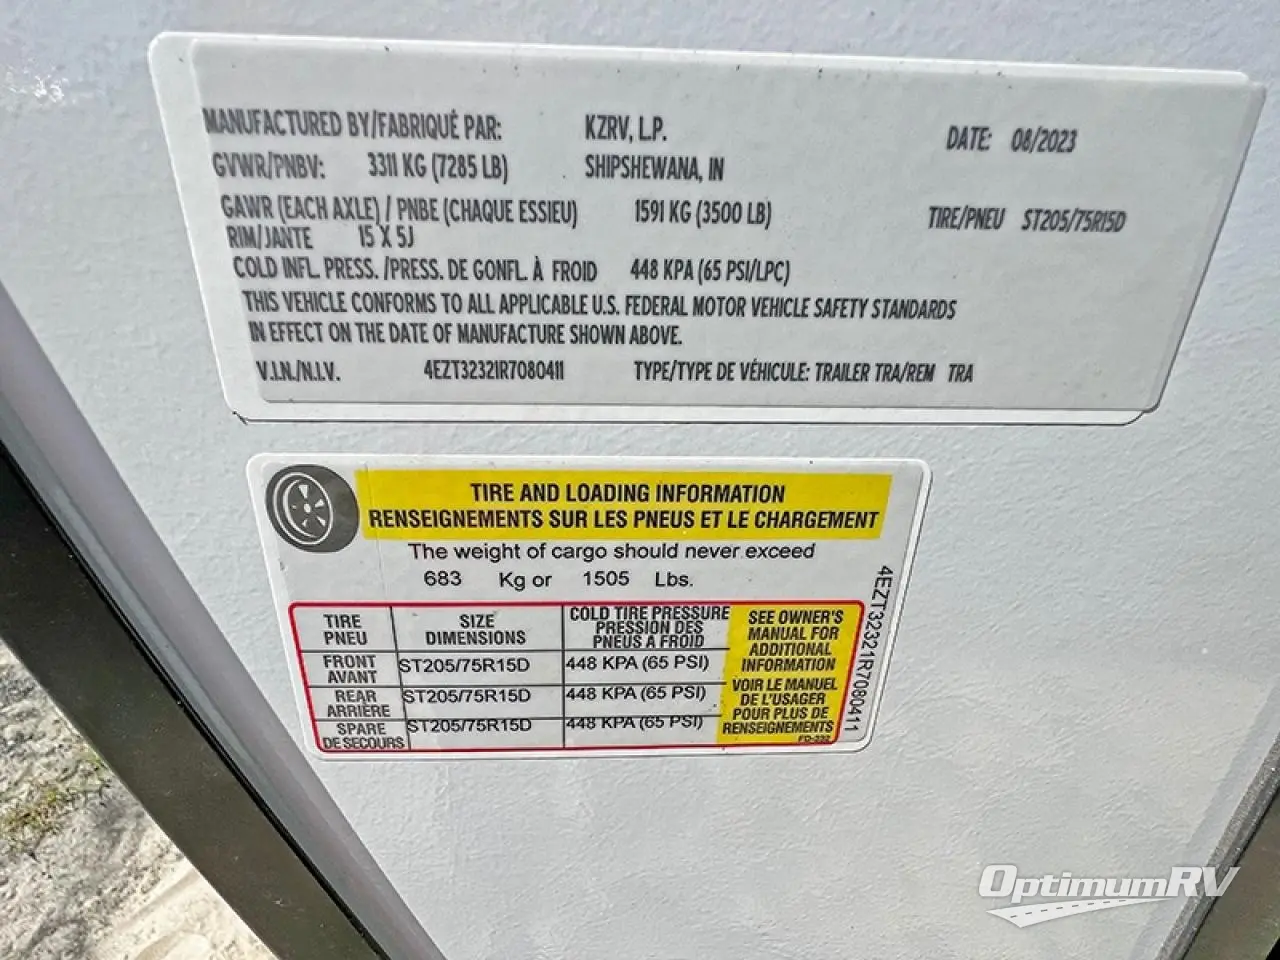 MANUFACTURED BY/FABRIQUÉ PAR: KZRV, L.P. DATE: 08/2023
GVWR/PNBV: 3311 KG (7285 LB) SHIPSHEWANA, IN
GAWR (EACH AXLE) / PNBE (CHAQUE ESSIEU) 1591 KG (3500 LB) TIRE/PNEU ST205/75R15D
RIM/JANTE 15 X 5J
COLD INFL. PRESS. /PRESS. DE GONFL. À FROID 448 KPA (65 PSI/LPC)
THIS VEHICLE CONFORMS TO ALL APPLICABLE U.S. FEDERAL MOTOR VEHICLE SAFETY STANDARDS
IN EFFECT ON THE DATE OF MANUFACTURE SHOWN ABOVE.
V.I.N./N.I.V. 4EZT32321R7080411 TYPE/TYPE DE VÉHICULE: TRAILER TRA/REM TRA
TIRE AND LOADING INFORMATION
RENSEIGNEMENTS SUR LES PNEUS ET LE CHARGEMENT
The weight of cargo should never exceed
683 Kg or 1505 Lbs.
TIRE
PNEU
SIZE
DIMENSIONS
COLD TIRE PRESSURE
PRESSION DES
PNEUS A FROID
FRONT
AVANT
ST205/75R15D
448 KPA (65 PSI)
REAR
ARRIÈRE
ST205/75R15D
448 KPA (65 PSI)
SPARE
DE SECOURS
ST205/75R15D
448 KPA (65 PSI)
SEE OWNER'S
MANUAL FOR
ADDITIONAL
INFORMATION
VOIR LE MANUEL
DE L'USAGER
POUR PLUS DE
RENSEIGNEMENTS
FD-232
4EZT32321R7080411
OptimumRV